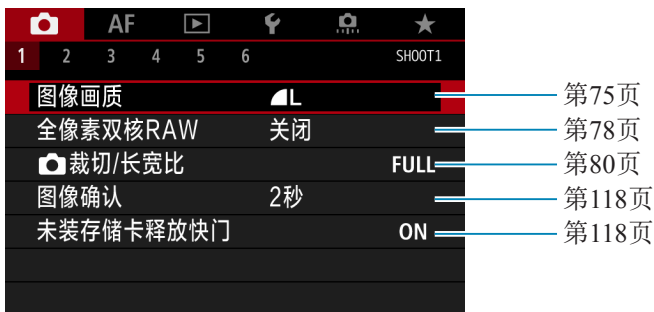 AF
1 2 3 4 5 6 SHOOT1
图像画质 L 第75页
全像素双核RAW 关闭 第78页
裁切/长宽比 FULL 第80页
图像确认 2秒 第118页
未装存储卡释放快门 ON 第118页